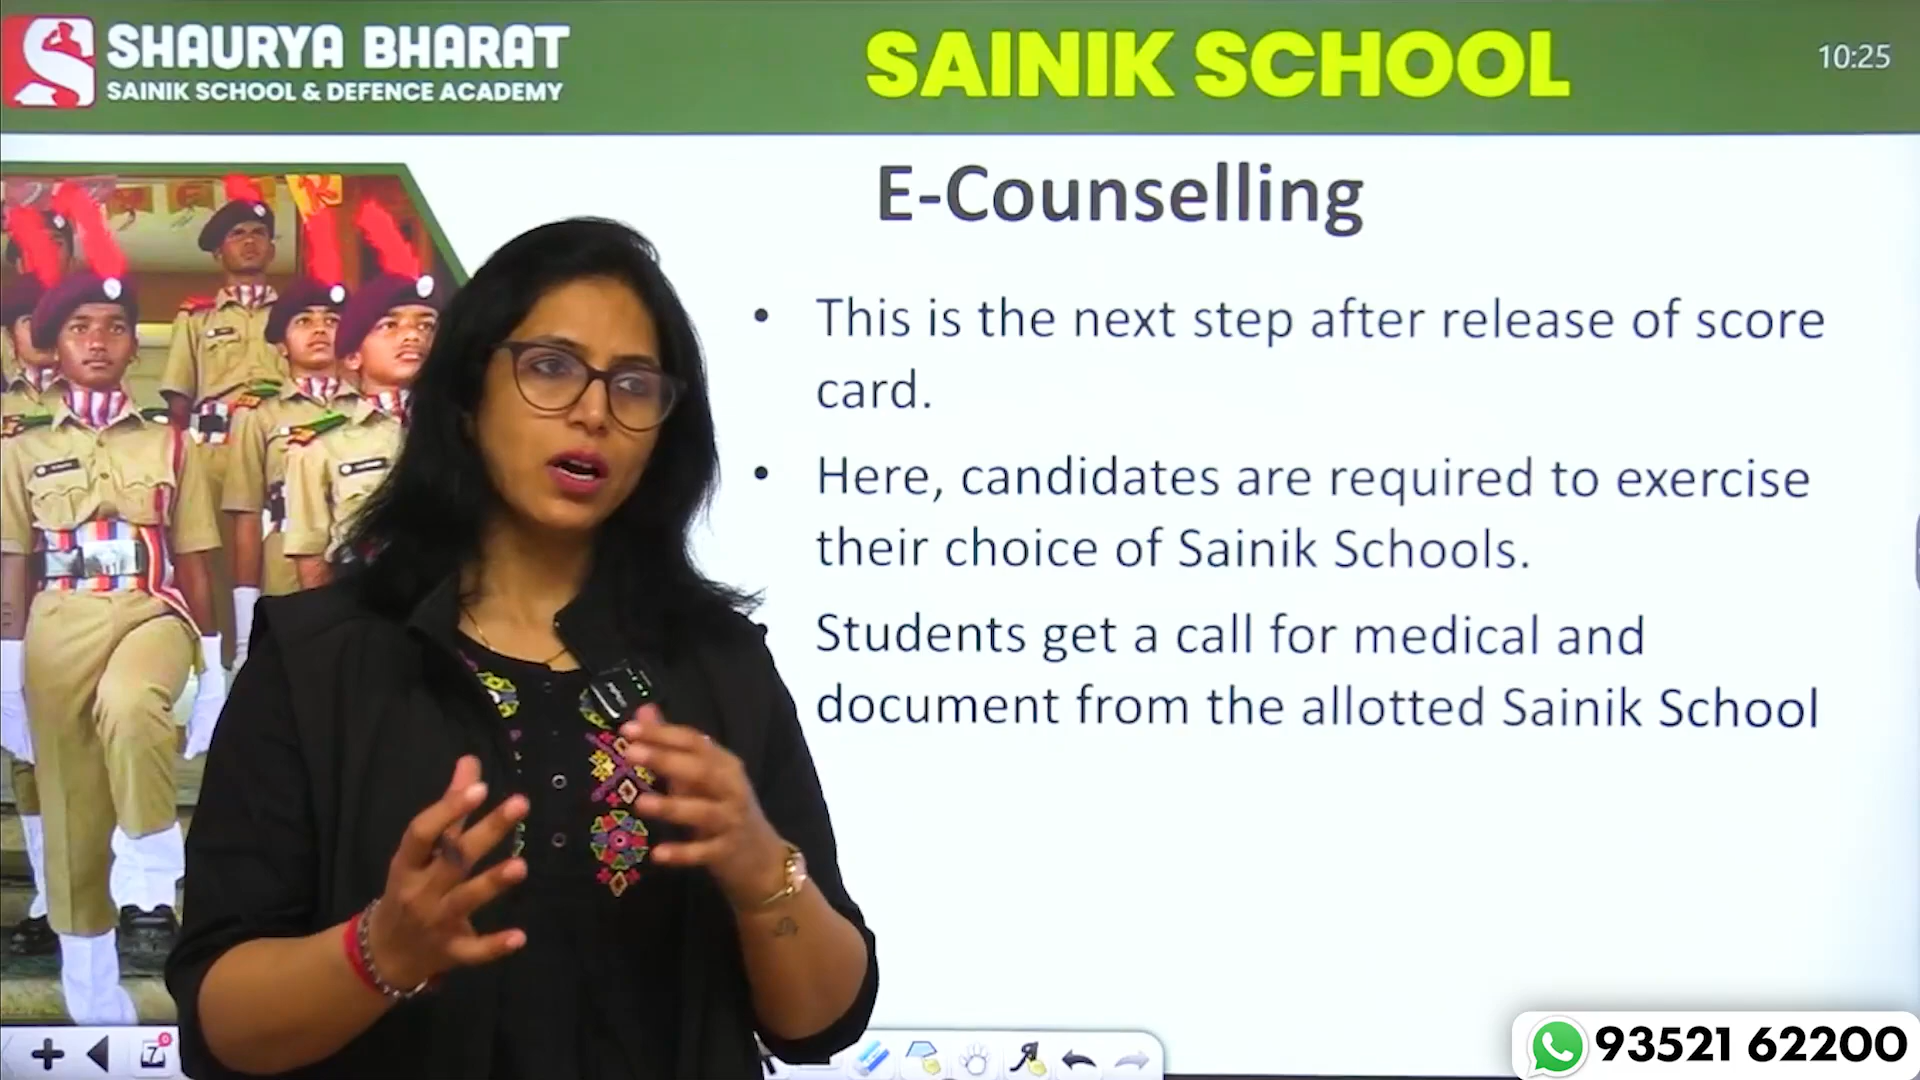 SHAURYA BHARAT
SAINIK SCHOOL & DEFENCE ACADEMY
SAINIK SCHOOL
10:25
E-Counselling
• This is the next step after release of score
card.
• Here, candidates are required to exercise
their choice of Sainik Schools.
• Students get a call for medical and
document from the allotted Sainik School
7
93521 62200